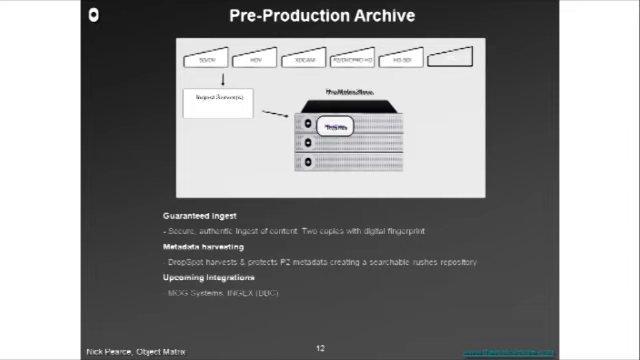 Pre-Production Archive
SD/DV HDV XDCAM P2/DVCPRO HD HD-SDI
Ingest Server(s)
Guaranteed Ingest
- Secure, authentic ingest of content. Two copies with digital fingerprint
Metadata harvesting
- DropSpot harvests & protects P2 metadata creating a searchable rushes repository
Upcoming Integrations
- MOG Systems, INGEX (BBC)
Nick Pearce, Object Matrix
12